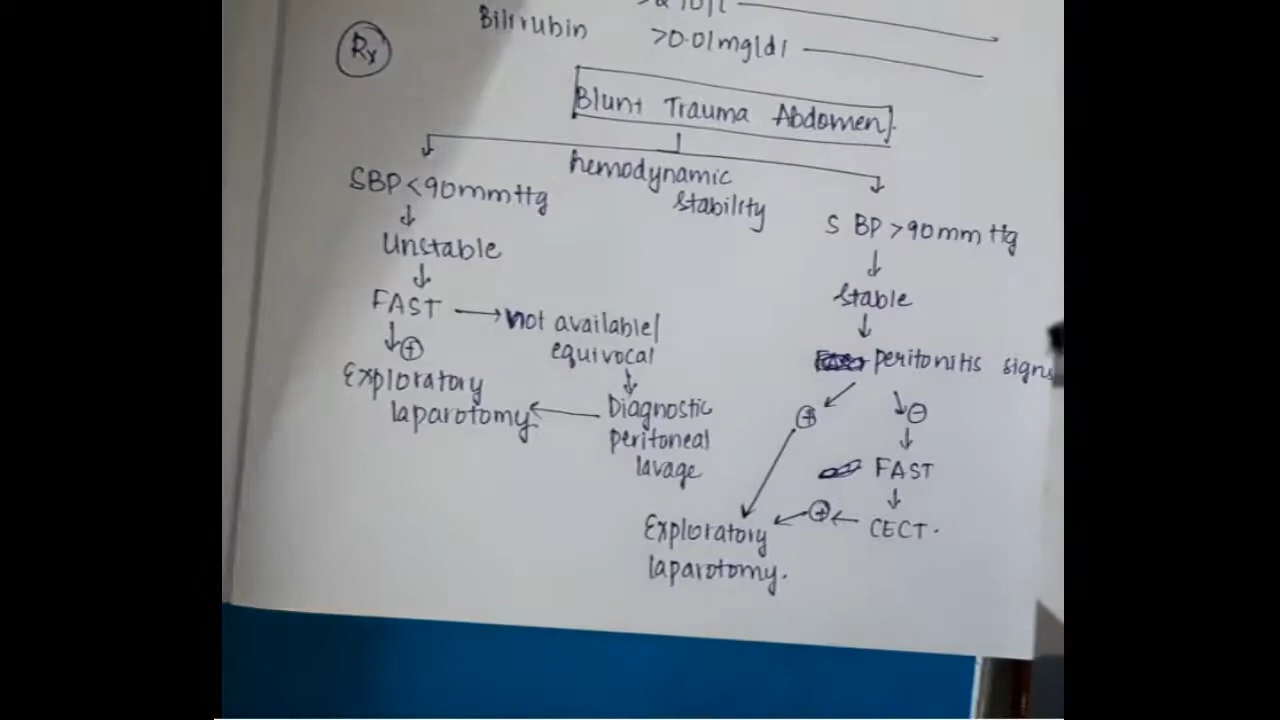 Bilirubin >0.01mg/dl
Rx
Blunt Trauma Abdomen
hemodynamic
stability
SBP<90mmHg
Unstable
FAST → not available/
equivocal
+
Exploratory
laparotomy
Diagnostic
peritoneal
lavage
SBP>90mmHg
Stable
peritonitis signs
+ −
FAST
CECT.
+
Exploratory
laparotomy.